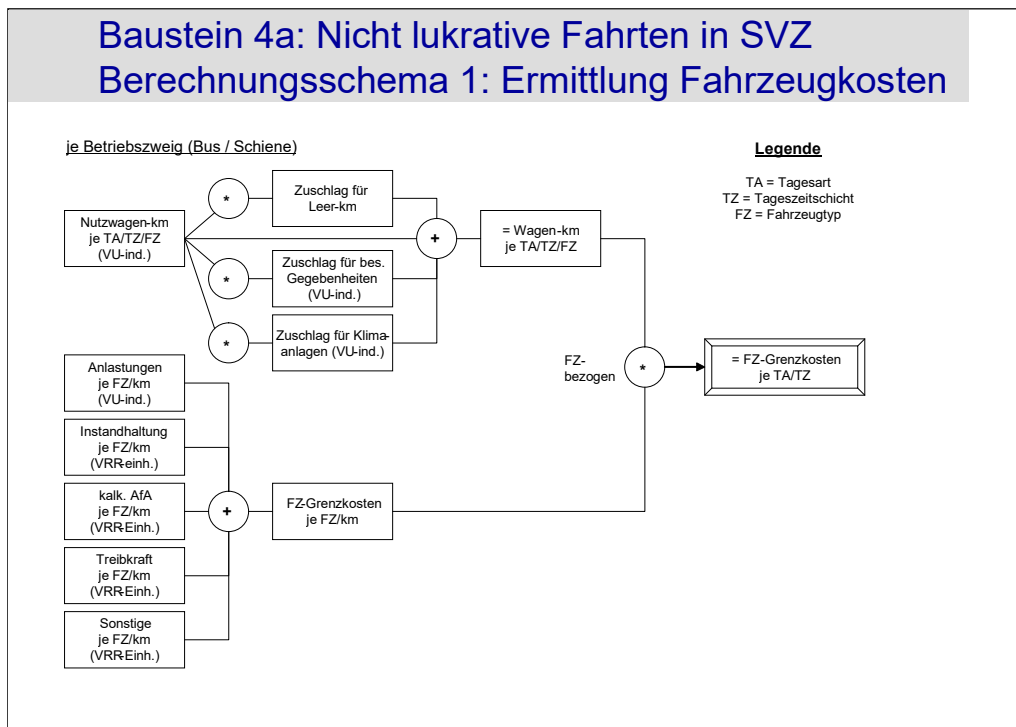 Baustein 4a: Nicht lukrative Fahrten in SVZ
Berechnungsschema 1: Ermittlung Fahrzeugkosten
je Betriebszweig (Bus / Schiene)
Legende
TA = Tagesart
TZ = Tageszeitschicht
FZ = Fahrzeugtyp
Nutzwagen-km
je TA/TZ/FZ
(VU-ind.)
*
Zuschlag für
Leer-km
*
Zuschlag für bes.
Gegebenheiten
(VU-ind.)
*
Zuschlag für Klima-
anlagen (VU-ind.)
+
= Wagen-km
je TA/TZ/FZ
Anlastungen
je FZ/km
(VU-ind.)
Instandhaltung
je FZ/km
(VRR-einh.)
kalk. AfA
je FZ/km
(VRR-Einh.)
Treibkraft
je FZ/km
(VRR-Einh.)
Sonstige
je FZ/km
(VRR-Einh.)
+
FZ-Grenzkosten
je FZ/km
FZ-
bezogen
*
= FZ-Grenzkosten
je TA/TZ